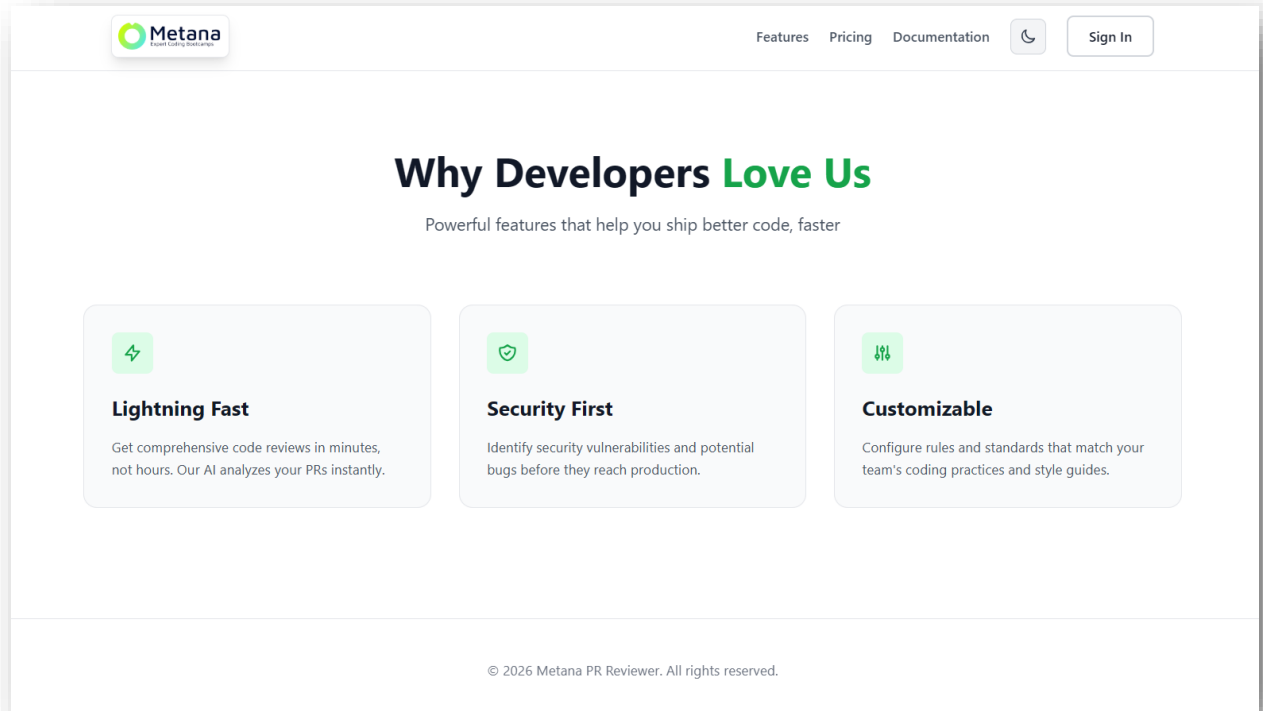 Metana
Expert Coding Bootcamps
Features
Pricing
Documentation
Sign In
Why Developers Love Us
Powerful features that help you ship better code, faster
Lightning Fast
Get comprehensive code reviews in minutes,
not hours. Our AI analyzes your PRs instantly.
Security First
Identify security vulnerabilities and potential
bugs before they reach production.
Customizable
Configure rules and standards that match your
team's coding practices and style guides.
© 2026 Metana PR Reviewer. All rights reserved.